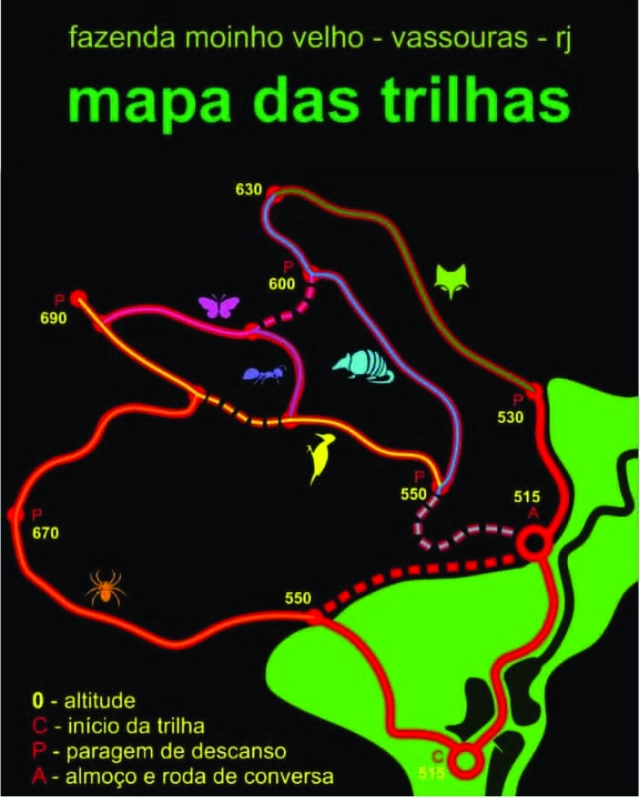 fazenda moinho velho - vassouras - rj
mapa das trilhas
630
P
600
P
690
P
530
P
550
515
A
P
670
550
C
515
0 - altitude
C - início da trilha
P - paragem de descanso
A - almoço e roda de conversa